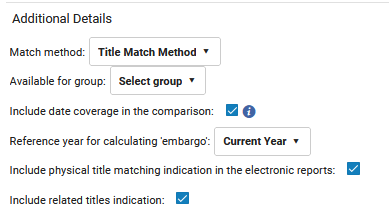 Additional Details
Match method: Title Match Method
Available for group: Select group
Include date coverage in the comparison:
Reference year for calculating 'embargo': Current Year
Include physical title matching indication in the electronic reports:
Include related titles indication: